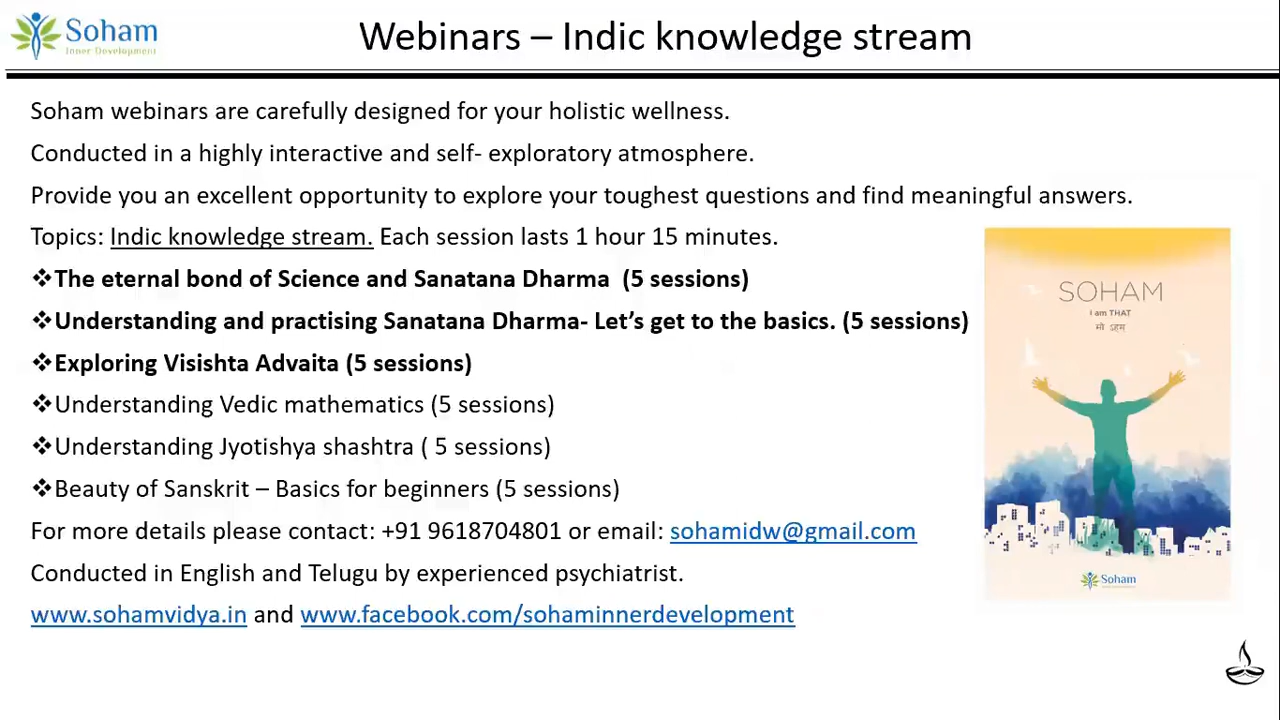 Soham
Inner Development
Webinars – Indic knowledge stream
Soham webinars are carefully designed for your holistic wellness.
Conducted in a highly interactive and self- exploratory atmosphere.
Provide you an excellent opportunity to explore your toughest questions and find meaningful answers.
Topics: Indic knowledge stream. Each session lasts 1 hour 15 minutes.
❖The eternal bond of Science and Sanatana Dharma (5 sessions)
❖Understanding and practising Sanatana Dharma- Let’s get to the basics. (5 sessions)
❖Exploring Visishta Advaita (5 sessions)
❖Understanding Vedic mathematics (5 sessions)
❖Understanding Jyotishya shashtra ( 5 sessions)
❖Beauty of Sanskrit – Basics for beginners (5 sessions)
For more details please contact: +91 9618704801 or email: sohamidw@gmail.com
Conducted in English and Telugu by experienced psychiatrist.
www.sohamvidya.in and www.facebook.com/sohaminnerdevelopment
SOHAM
I am THAT
सो ऽहम्
Soham